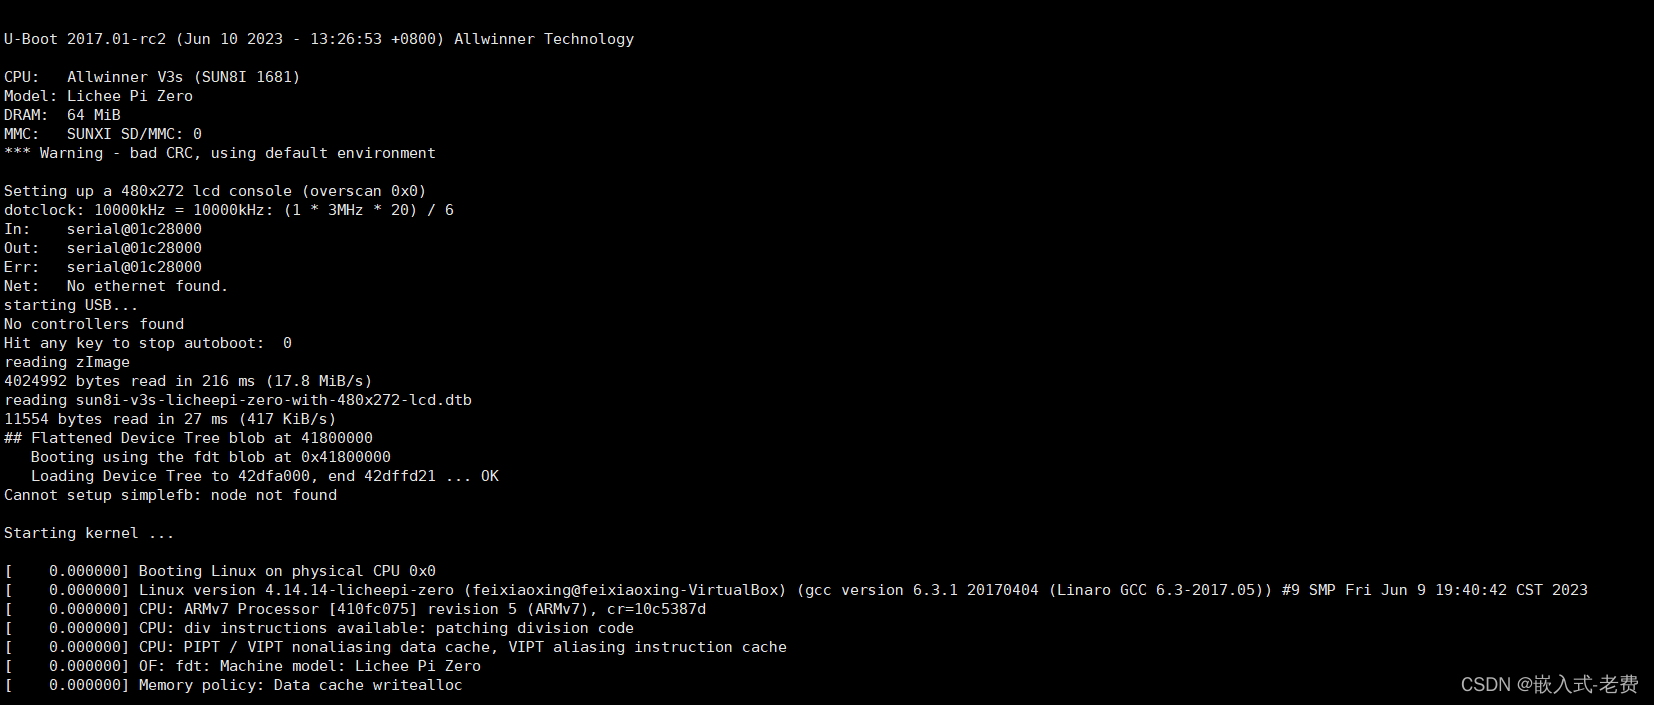 U-Boot 2017.01-rc2 (Jun 10 2023 - 13:26:53 +0800) Allwinner Technology
CPU:   Allwinner V3s (SUN8I 1681)
Model: Lichee Pi Zero
DRAM:  64 MiB
MMC:   SUNXI SD/MMC: 0
*** Warning - bad CRC, using default environment
Setting up a 480x272 lcd console (overscan 0x0)
dotclock: 10000kHz = 10000kHz: (1 * 3MHz * 20) / 6
In:    serial@01c28000
Out:   serial@01c28000
Err:   serial@01c28000
Net:   No ethernet found.
starting USB...
No controllers found
Hit any key to stop autoboot:  0
reading zImage
4024992 bytes read in 216 ms (17.8 MiB/s)
reading sun8i-v3s-licheepi-zero-with-480x272-lcd.dtb
11554 bytes read in 27 ms (417 KiB/s)
## Flattened Device Tree blob at 41800000
   Booting using the fdt blob at 0x41800000
   Loading Device Tree to 42dfa000, end 42dffd21 ... OK
Cannot setup simplefb: node not found
Starting kernel ...
[    0.000000] Booting Linux on physical CPU 0x0
[    0.000000] Linux version 4.14.14-licheepi-zero (feixiaoxing@feixiaoxing-VirtualBox) (gcc version 6.3.1 20170404 (Linaro GCC 6.3-2017.05)) #9 SMP Fri Jun 9 19:40:42 CST 2023
[    0.000000] CPU: ARMv7 Processor [410fc075] revision 5 (ARMv7), cr=10c5387d
[    0.000000] CPU: div instructions available: patching division code
[    0.000000] CPU: PIPT / VIPT nonaliasing data cache, VIPT aliasing instruction cache
[    0.000000] OF: fdt: Machine model: Lichee Pi Zero
[    0.000000] Memory policy: Data cache writealloc
CSDN @嵌入式-老费